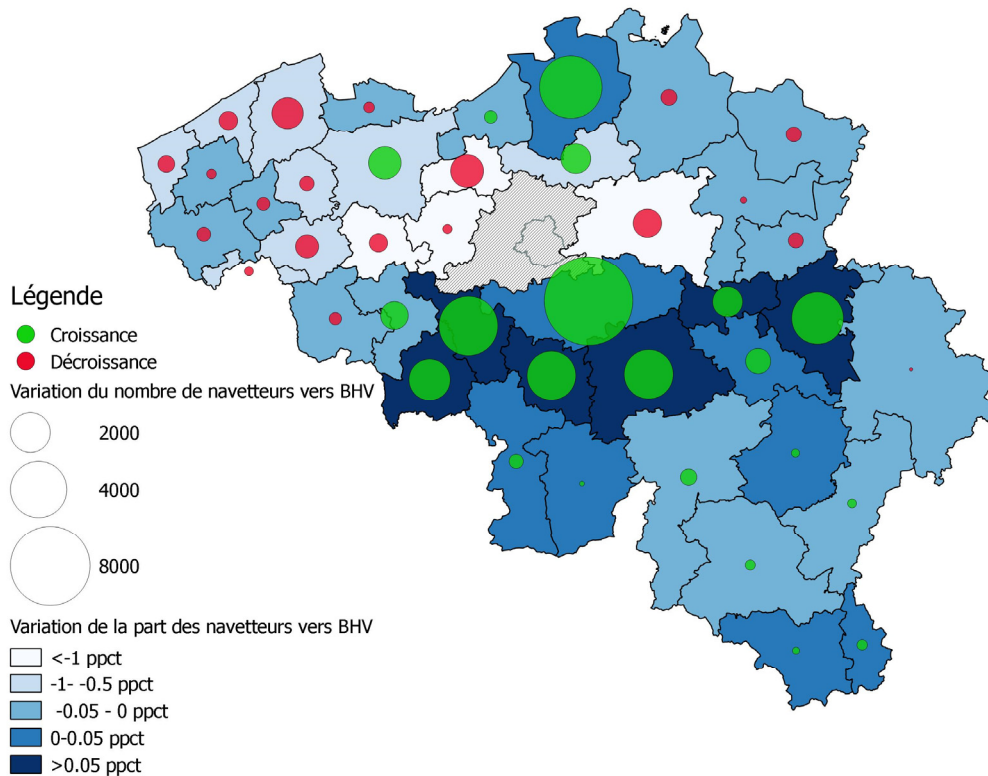 Légende
Croissance
Décroissance
Variation du nombre de navetteurs vers BHV
2000
4000
8000
Variation de la part des navetteurs vers BHV
<-1 ppct
-1- -0.5 ppct
-0.05 - 0 ppct
0-0.05 ppct
>0.05 ppct